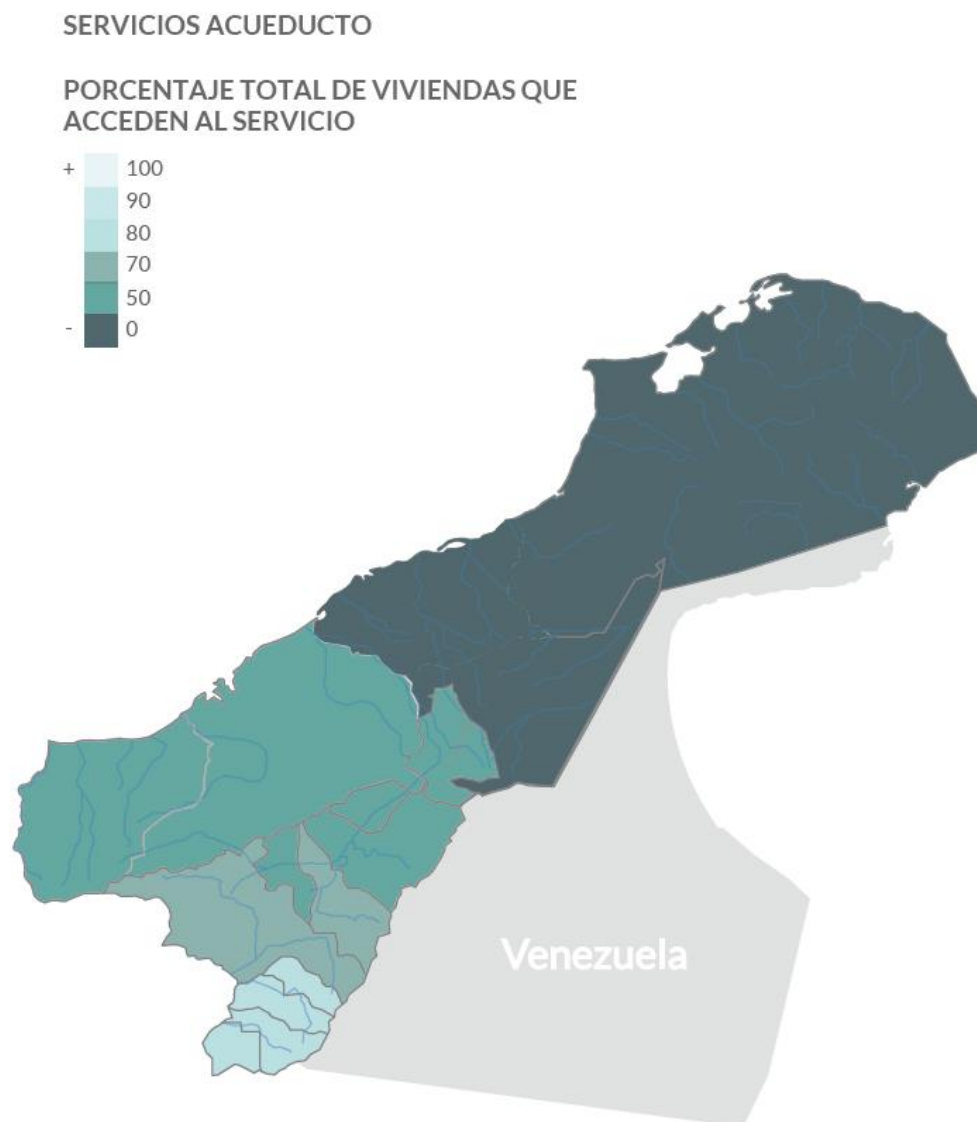 SERVICIOS ACUEDUCTO
PORCENTAJE TOTAL DE VIVIENDAS QUE
ACCEDEN AL SERVICIO
+ 100
90
80
70
50
- 0
Venezuela